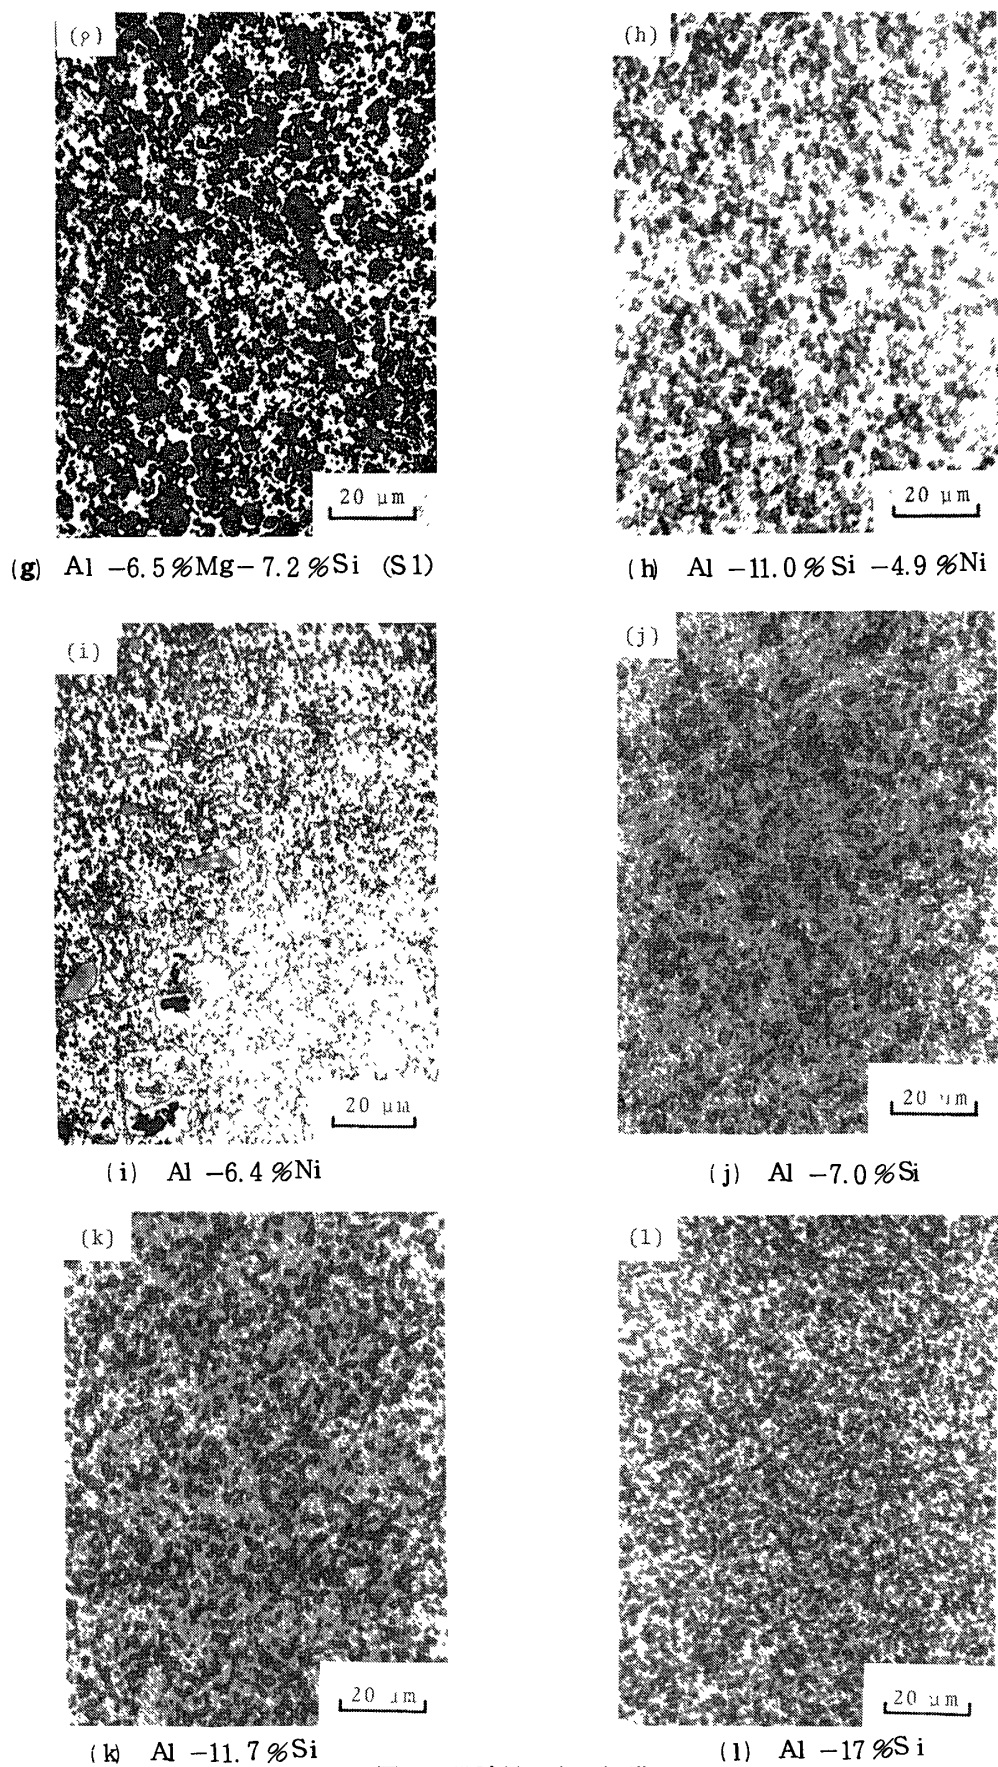 (g)
(h)
20 μm
20 μm
(g) Al −6.5%Mg−7.2%Si (S1)
(h) Al −11.0%Si −4.9%Ni
(i)
(j)
20 μm
20 μm
(i) Al −6.4%Ni
(j) Al −7.0%Si
(k)
(l)
20 μm
20 μm
(k) Al −11.7%Si
(l) Al −17%Si